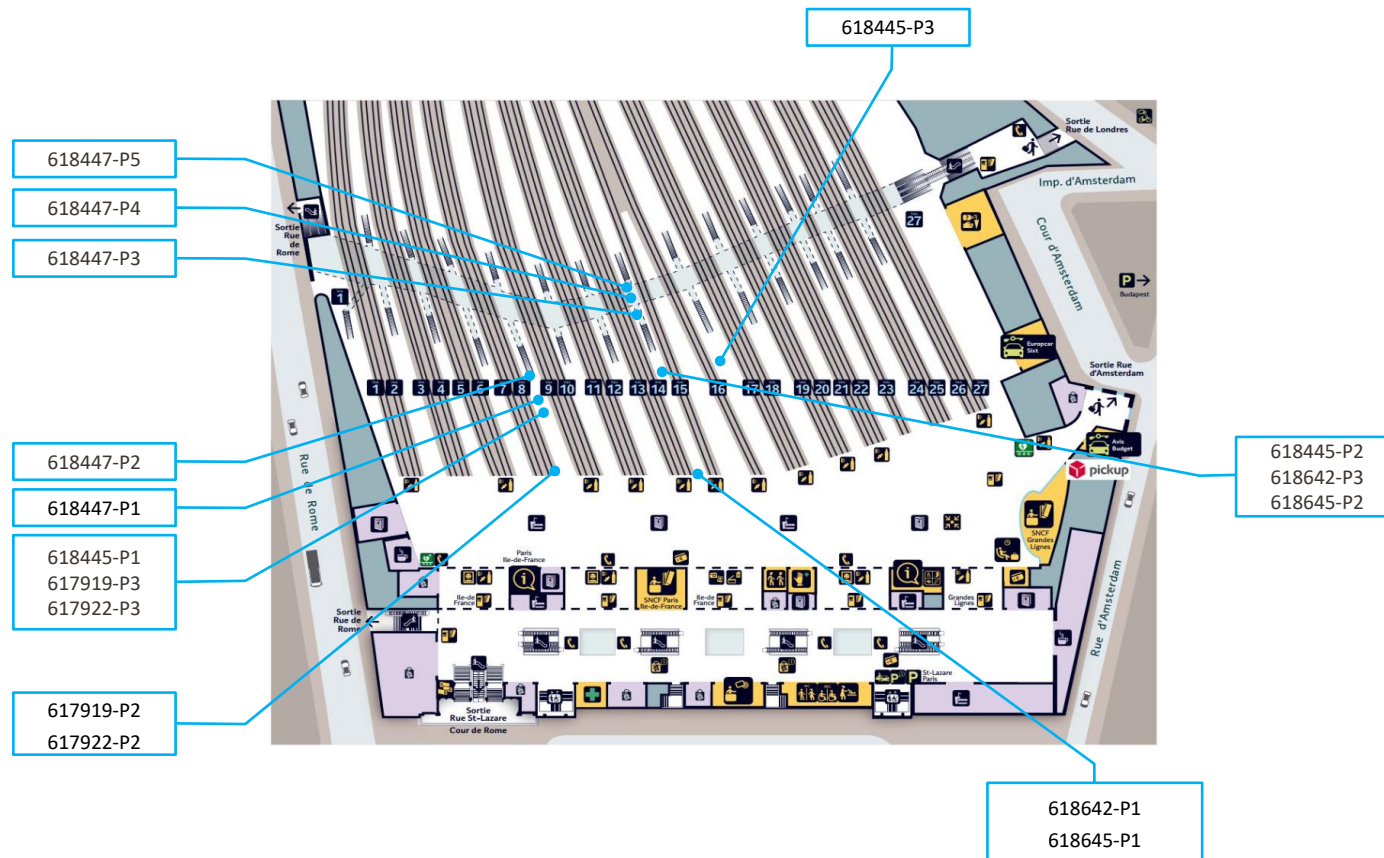 618445-P3
Sortie
Rue de Londres
618447-P5
618447-P4
618447-P3
Imp. d'Amsterdam
Sortie
Rue
de
Rome
27
Cour d'Amsterdam
P
Budapest
1
Europcar
Sixt
Sortie Rue
d'Amsterdam
1 2 3 4 5 6 7 8 9 10 11 12 13 14 15 16 17 18 19 20 21 22 23 24 25 26 27
Avis
Budget
pickup
618447-P2
618447-P1
618445-P1
617919-P3
617922-P3
618445-P2
618642-P3
618645-P2
Rue de Rome
SNCF
Grandes
Lignes
Paris
Ile-de-France
Ile-de
France
SNCF Paris
Ile-de-France
Ile-de
France
Grandes
Lignes
Sortie
Rue de
Rome
Rue d'Amsterdam
St-Lazare
Paris
P
P
Sortie
Rue St-Lazare
Cour de Rome
617919-P2
617922-P2
618642-P1
618645-P1